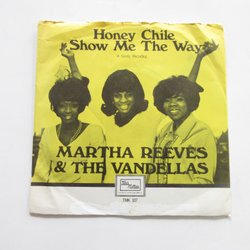 Honey Chile
Show Me The Way
MARTHA REEVES
& THE VANDELLAS